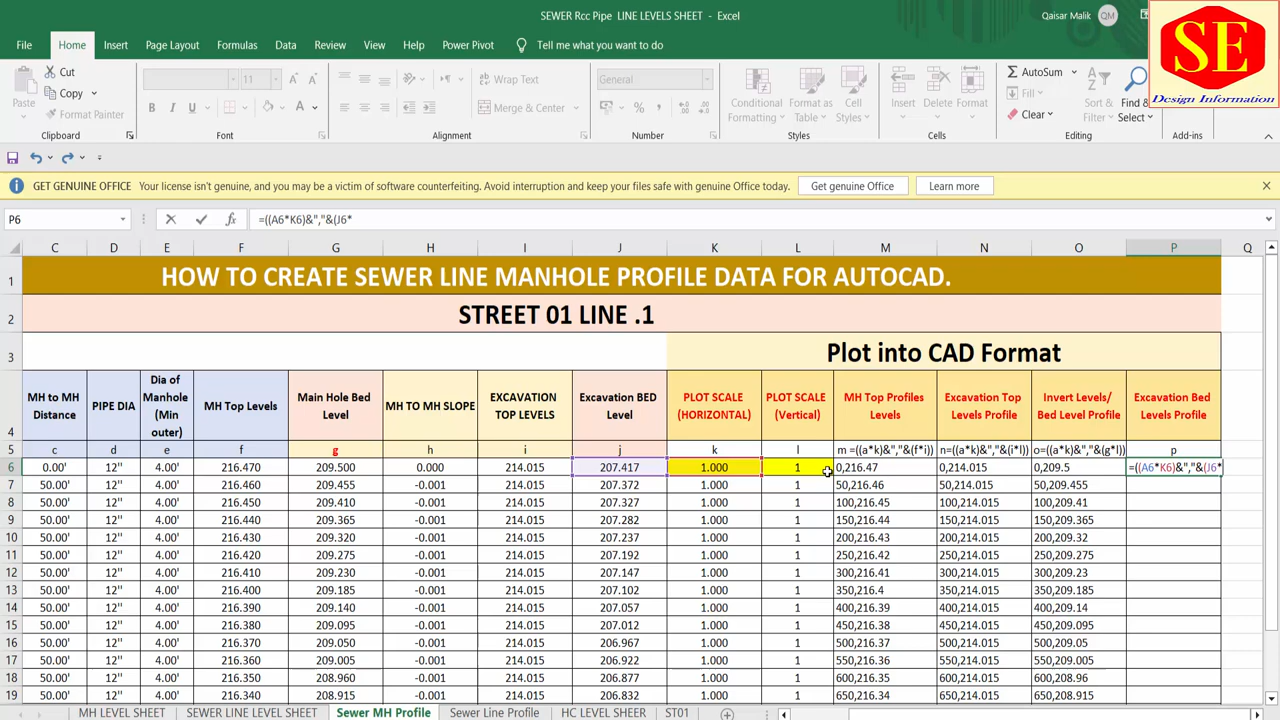 SEWER Rcc Pipe LINE LEVELS SHEET - Excel
Qaisar Malik QM
SE
Design Information
File Home Insert Page Layout Formulas Data Review View Help Power Pivot Tell me what you want to do
Cut
Copy
Format Painter
Paste
11
Wrap Text
Merge & Center
General
Conditional Formatting
Format as Table
Cell Styles
Insert Delete Format
AutoSum
Fill
Clear
Sort &
Find & Select
Clipboard Font Alignment Number Styles Cells Editing Add-ins
GET GENUINE OFFICE Your license isn't genuine, and you may be a victim of software counterfeiting. Avoid interruption and keep your files safe with genuine Office today. Get genuine Office Learn more
P6 =((A6*K6)&","&(J6*
C D E F G H I J K L M N O P Q
1 HOW TO CREATE SEWER LINE MANHOLE PROFILE DATA FOR AUTOCAD.
2 STREET 01 LINE .1
3 Plot into CAD Format
4 MH to MH Distance PIPE DIA Dia of Manhole (Min outer) MH Top Levels Main Hole Bed Level MH TO MH SLOPE EXCAVATION TOP LEVELS Excavation BED Level PLOT SCALE (HORIZONTAL) PLOT SCALE (Vertical) MH Top Profiles Levels Excavation Top Levels Profile Invert Levels/ Bed Level Profile Excavation Bed Levels Profile
5 c d e f g h i j k l m =((a*k)&","&(f*i)) n=((a*k)&","&(i*l)) o=((a*k)&","&(g*l)) p
6 0.00' 12" 4.00' 216.470 209.500 0.000 214.015 207.417 1.000 1 0,216.47 0,214.015 0,209.5 =((A6*K6)&","&(J6*
7 50.00' 12" 4.00' 216.460 209.455 -0.001 214.015 207.372 1.000 1 50,216.46 50,214.015 50,209.455
8 50.00' 12" 4.00' 216.450 209.410 -0.001 214.015 207.327 1.000 1 100,216.45 100,214.015 100,209.41
9 50.00' 12" 4.00' 216.440 209.365 -0.001 214.015 207.282 1.000 1 150,216.44 150,214.015 150,209.365
10 50.00' 12" 4.00' 216.430 209.320 -0.001 214.015 207.237 1.000 1 200,216.43 200,214.015 200,209.32
11 50.00' 12" 4.00' 216.420 209.275 -0.001 214.015 207.192 1.000 1 250,216.42 250,214.015 250,209.275
12 50.00' 12" 4.00' 216.410 209.230 -0.001 214.015 207.147 1.000 1 300,216.41 300,214.015 300,209.23
13 50.00' 12" 4.00' 216.400 209.185 -0.001 214.015 207.102 1.000 1 350,216.4 350,214.015 350,209.185
14 50.00' 12" 4.00' 216.390 209.140 -0.001 214.015 207.057 1.000 1 400,216.39 400,214.015 400,209.14
15 50.00' 12" 4.00' 216.380 209.095 -0.001 214.015 207.012 1.000 1 450,216.38 450,214.015 450,209.095
16 50.00' 12" 4.00' 216.370 209.050 -0.001 214.015 206.967 1.000 1 500,216.37 500,214.015 500,209.05
17 50.00' 12" 4.00' 216.360 209.005 -0.001 214.015 206.922 1.000 1 550,216.36 550,214.015 550,209.005
18 50.00' 12" 4.00' 216.350 208.960 -0.001 214.015 206.877 1.000 1 600,216.35 600,214.015 600,208.96
19 50.00' 12" 4.00' 216.340 208.915 -0.001 214.015 206.832 1.000 1 650,216.34 650,214.015 650,208.915
MH LEVEL SHEET SEWER LINE LEVEL SHEET Sewer MH Profile Sewer Line Profile HC LEVEL SHEER ST01